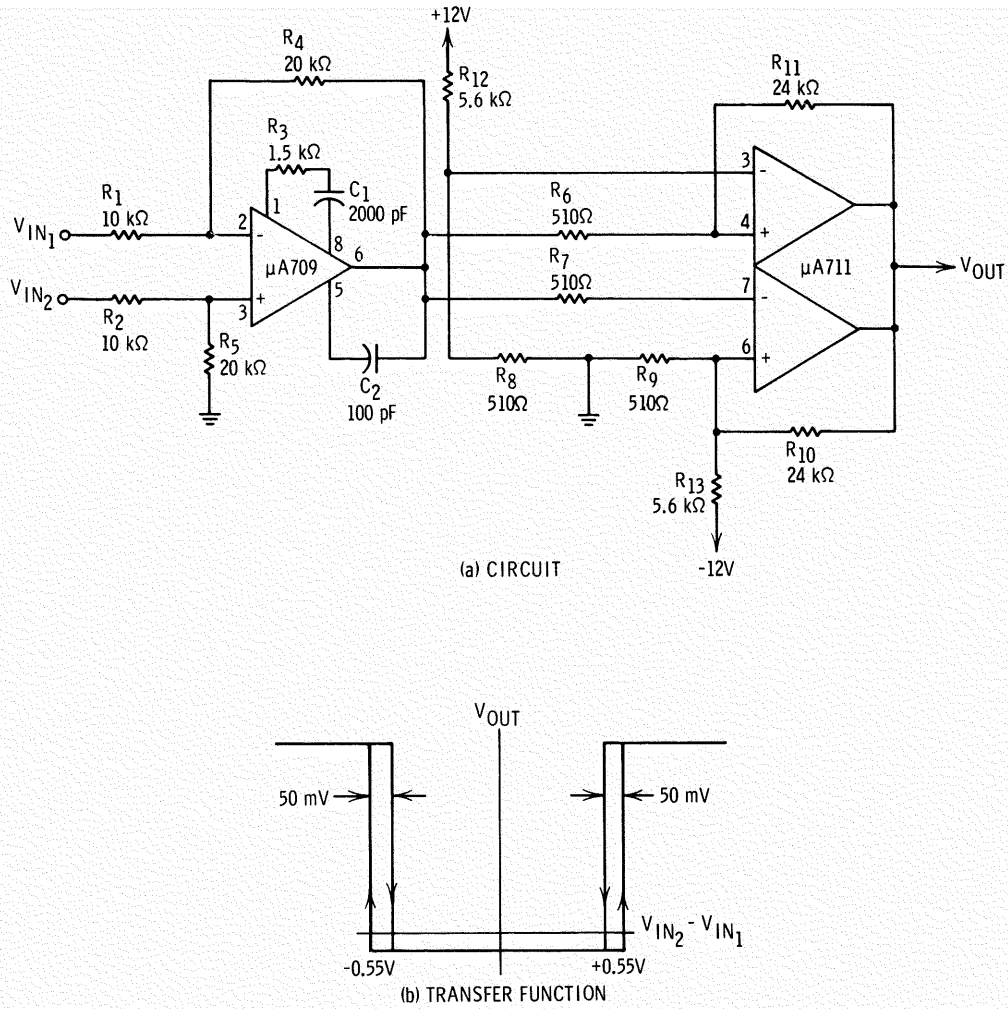 +12V
R4
20 kΩ
R12
5.6 kΩ
R11
24 kΩ
R3
1.5 kΩ
C1
2000 pF
R1
10 kΩ
VIN1
VIN2
R2
10 kΩ
R5
20 kΩ
1
2
-
8
6
μA709
+
3
5
C2
100 pF
R6
510Ω
R7
510Ω
R8
510Ω
R9
510Ω
3
-
4
+
μA711
7
-
6
+
VOUT
R10
24 kΩ
R13
5.6 kΩ
-12V
(a) CIRCUIT
VOUT
50 mV
50 mV
VIN2 - VIN1
-0.55V
+0.55V
(b) TRANSFER FUNCTION